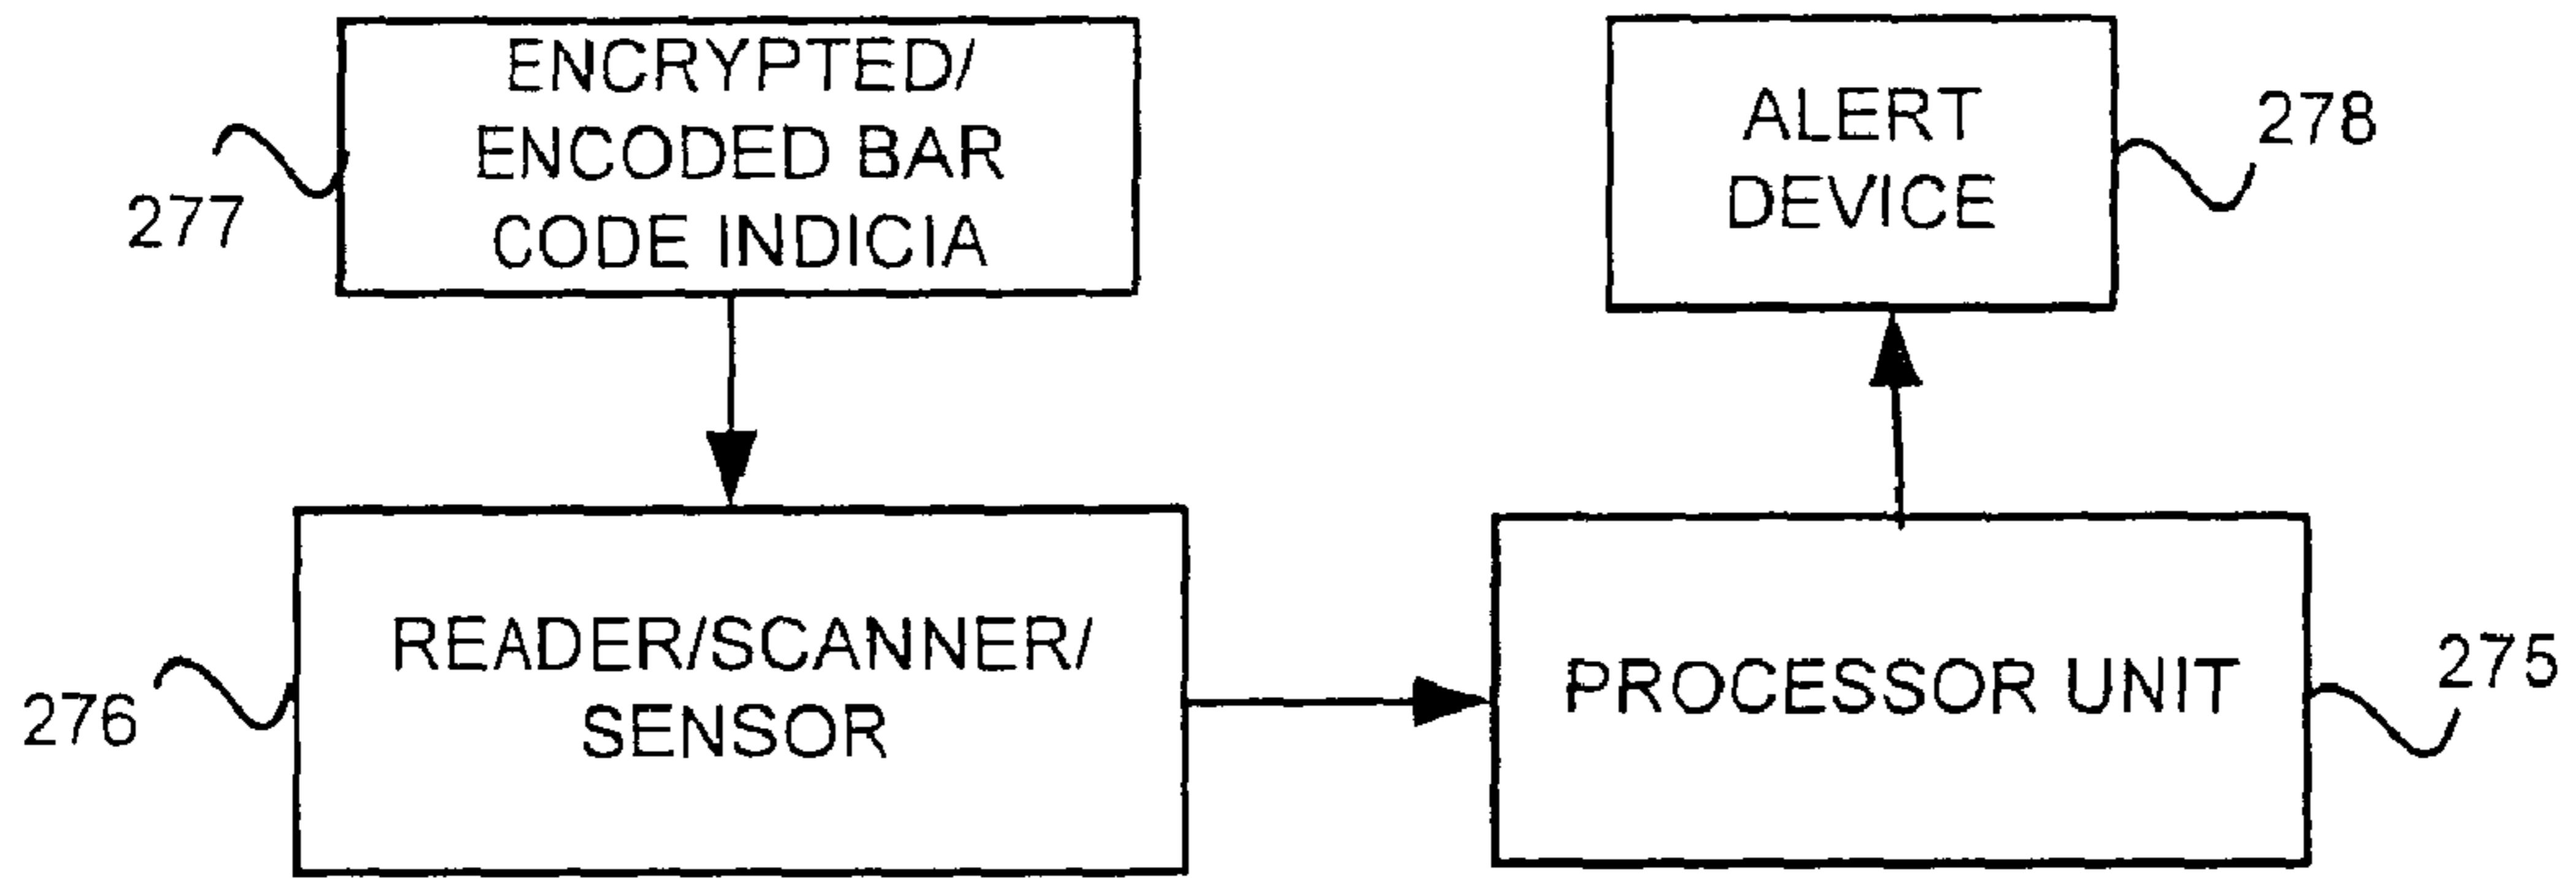 ENCRYPTED/
ENCODED BAR
CODE INDICIA
277
ALERT
DEVICE
278
READER/SCANNER/
SENSOR
276
PROCESSOR UNIT
275